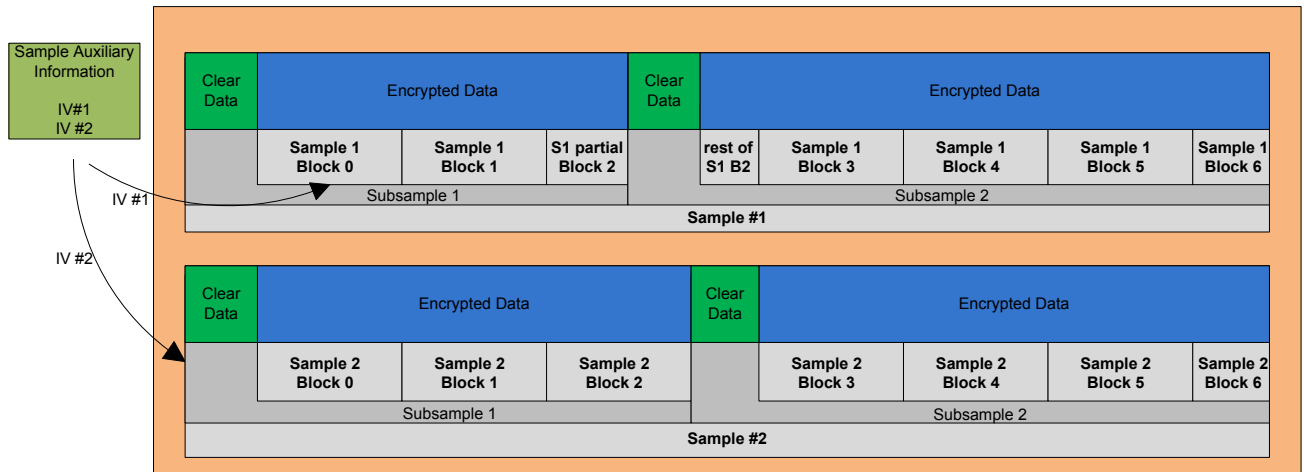 Sample Auxiliary
Information
IV#1
IV #2
Clear
Data
Encrypted Data
Clear
Data
Encrypted Data
Sample 1
Block 0
Sample 1
Block 1
S1 partial
Block 2
rest of
S1 B2
Sample 1
Block 3
Sample 1
Block 4
Sample 1
Block 5
Sample 1
Block 6
IV #1
Subsample 1
Subsample 2
Sample #1
IV #2
Clear
Data
Encrypted Data
Clear
Data
Encrypted Data
Sample 2
Block 0
Sample 2
Block 1
Sample 2
Block 2
Sample 2
Block 3
Sample 2
Block 4
Sample 2
Block 5
Sample 2
Block 6
Subsample 1
Subsample 2
Sample #2